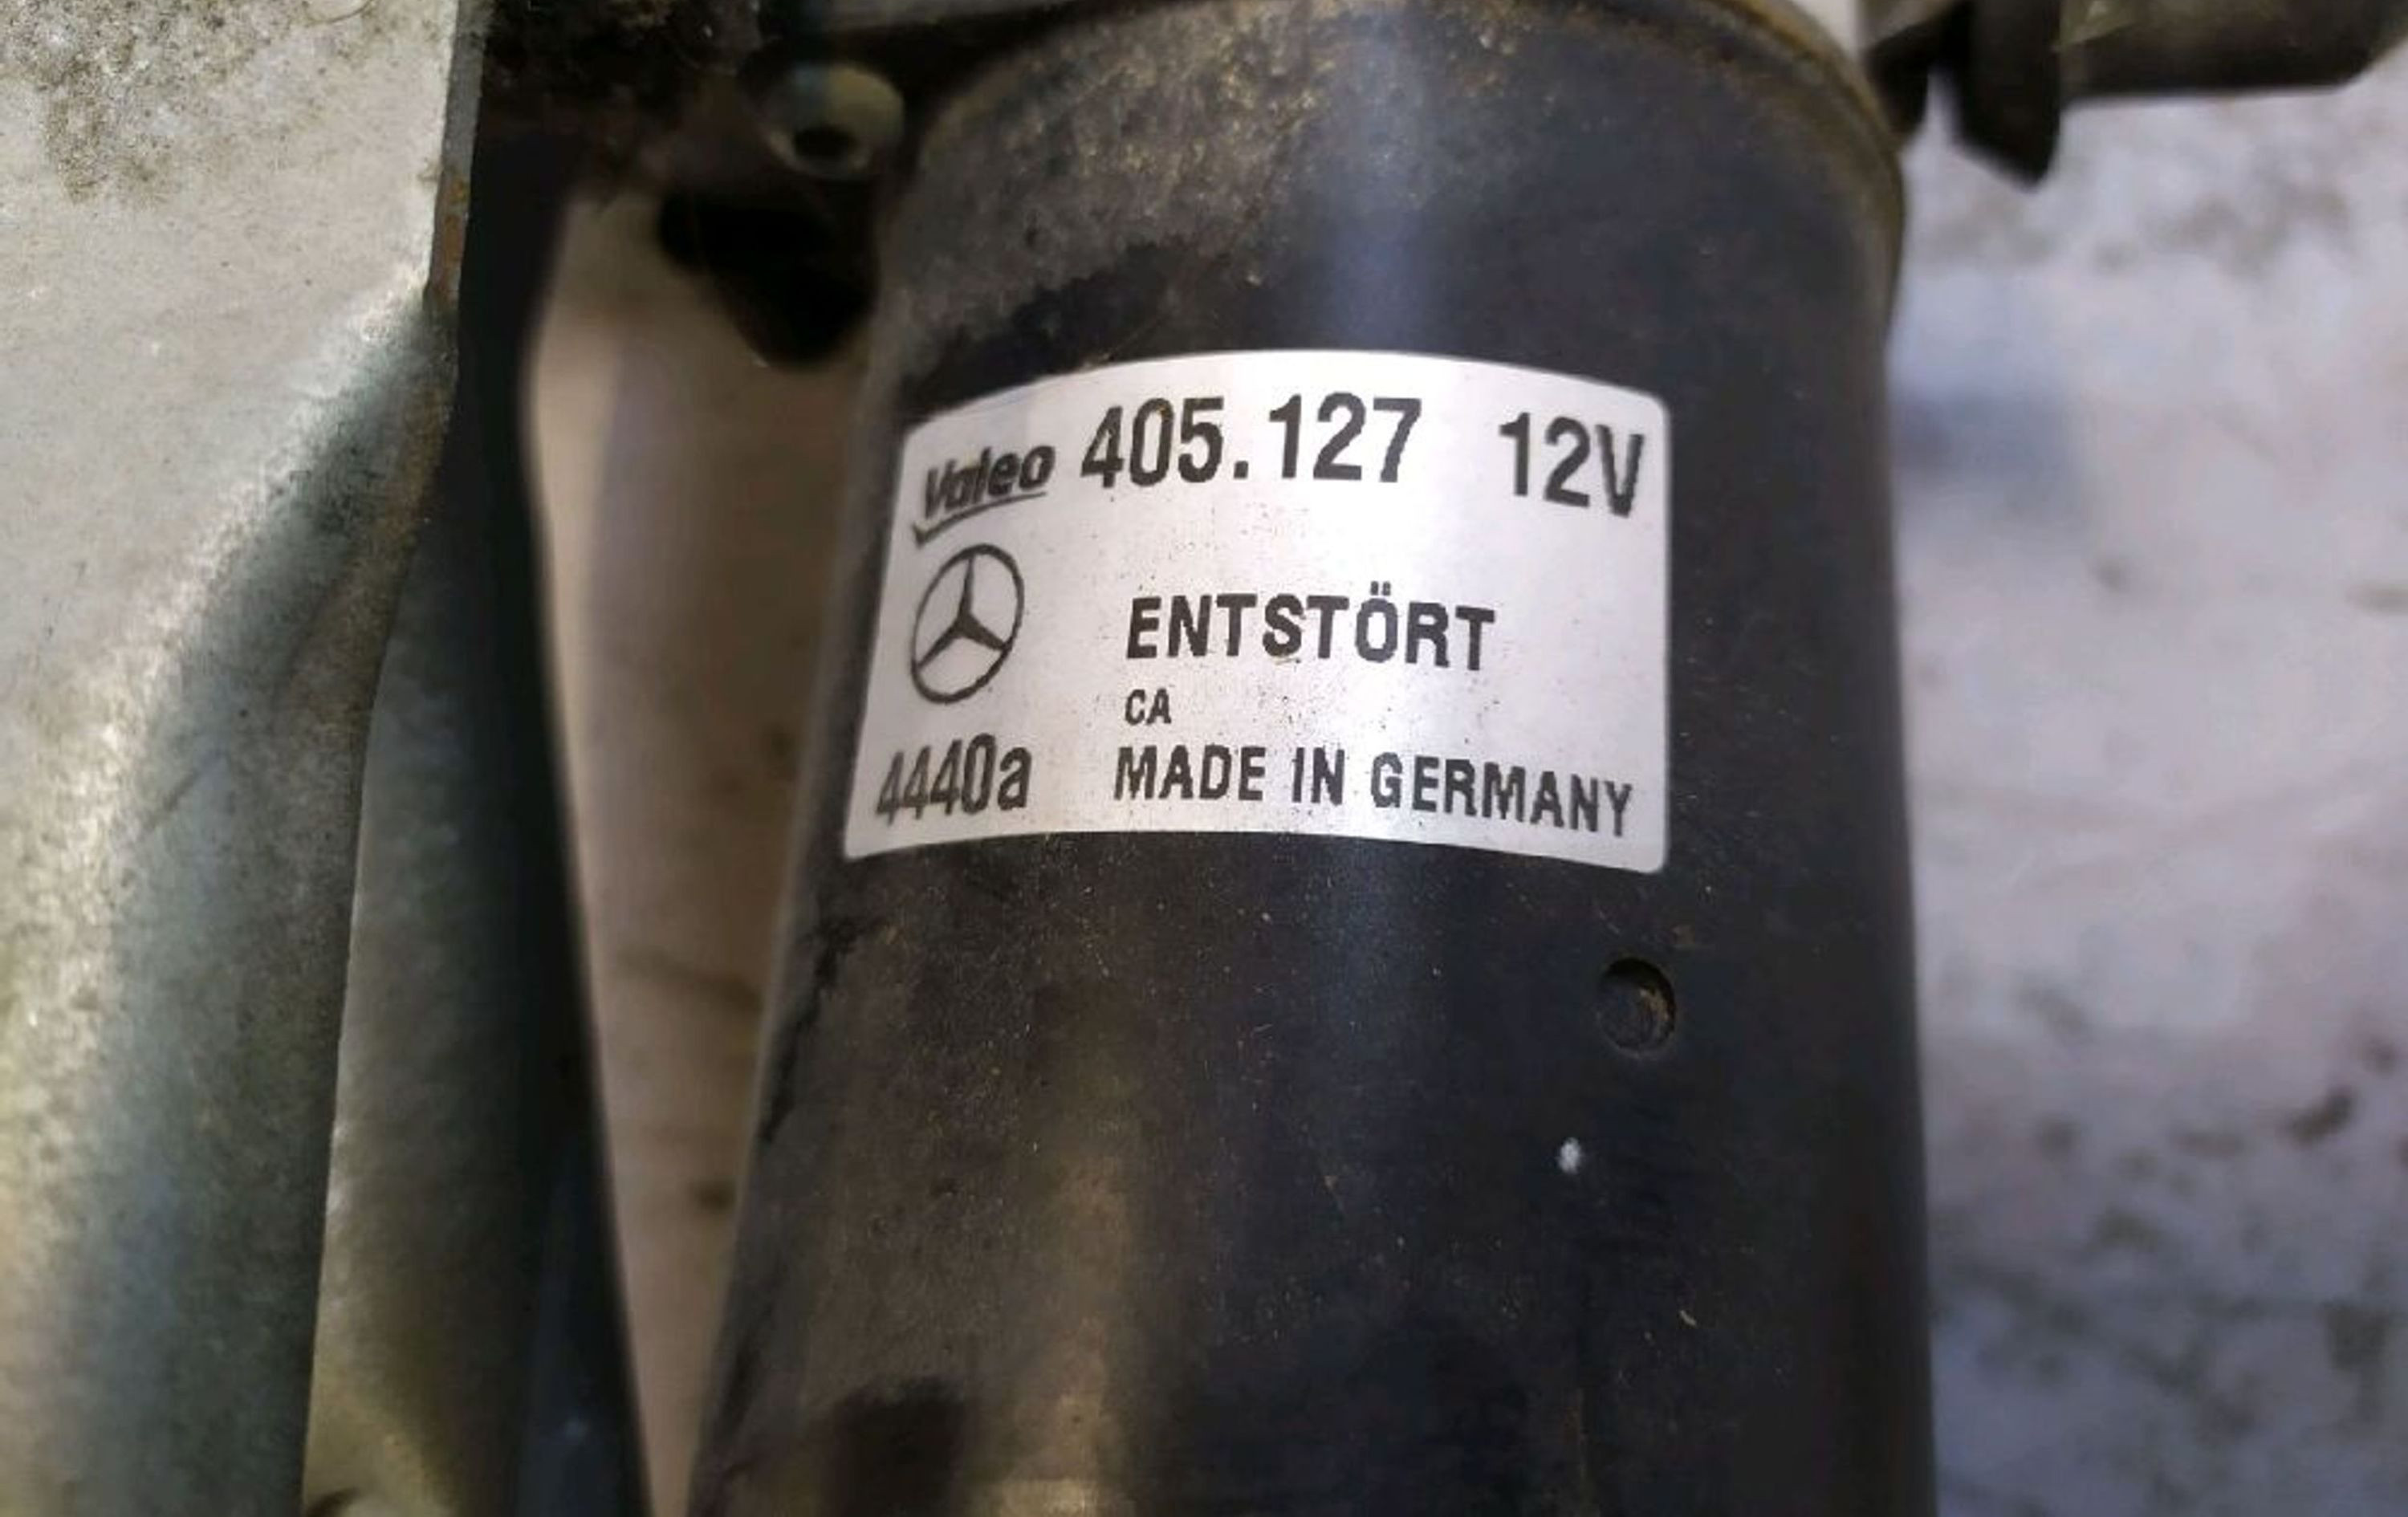 Valeo 405.127 12V
ENTSTÖRT
CA
4440a MADE IN GERMANY